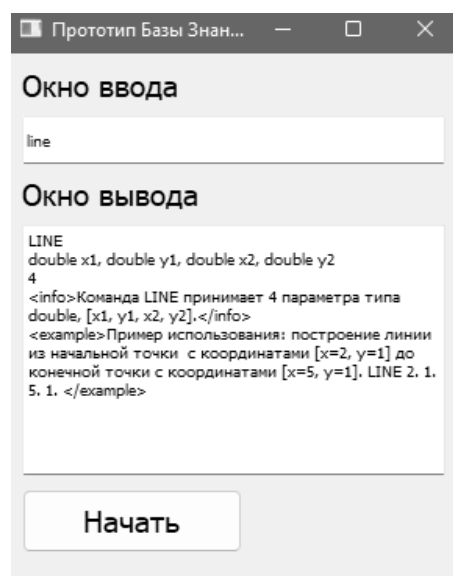 Прототип Базы Знан...
Окно ввода
line
Окно вывода
LINE
double x1, double y1, double x2, double y2
4
<info>Команда LINE принимает 4 параметра типа
double, [x1, y1, x2, y2].</info>
<example>Пример использования: построение линии
из начальной точки  с координатами [x=2, y=1] до
конечной точки с координатами [x=5, y=1]. LINE 2. 1.
5. 1. </example>
Начать